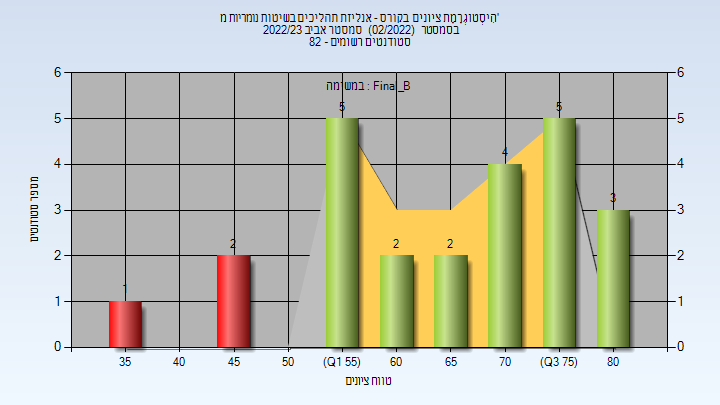 היסטוגרמת ציונים בקורס - אנליזת תהליכים בשיטות נומריות מ'
בסמסטר (02/2022) סמסטר אביב 2022/23
סטודנטים רשומים - 82
במשימה : Final_B
6 6
5 5 5 5
4 4 4
3 3 3
2 2 2 2 2
1 1 1
0 0
35 40 45 50 (Q1 55) 60 65 70 (Q3 75) 80
מספר סטודנטים
טווח ציונים